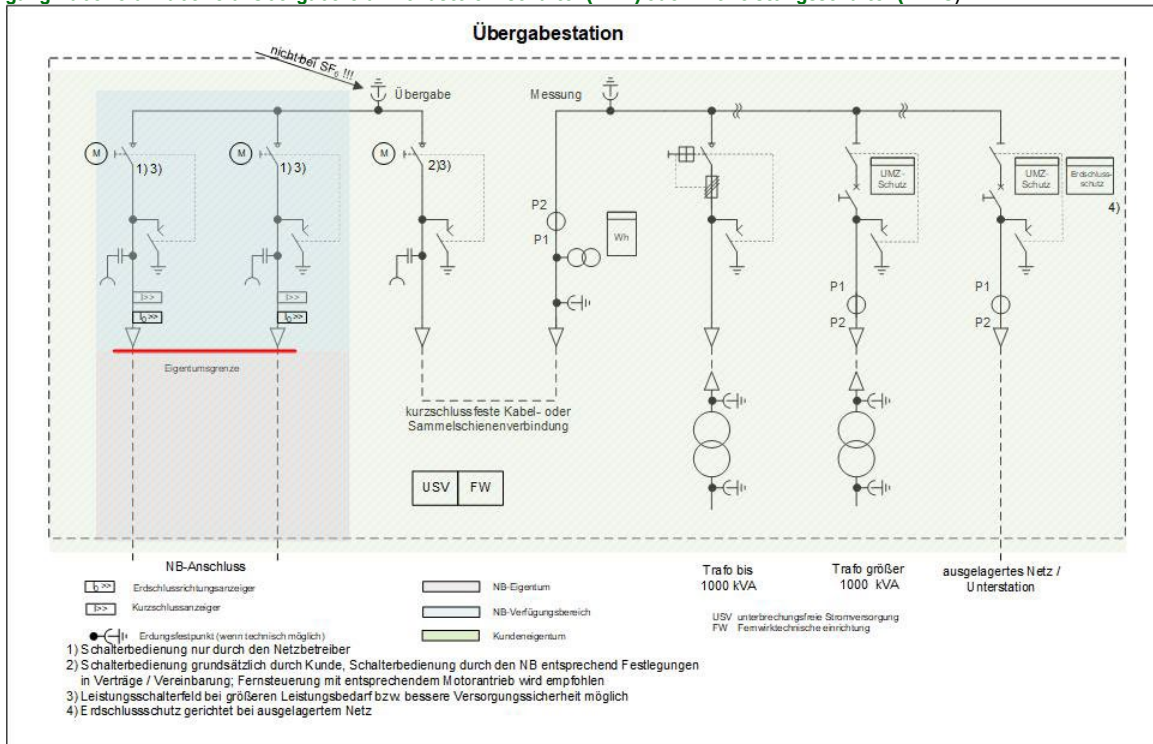 Übergabestation
nicht bei SF₆ !!!
Übergabe
Messung
M
1) 3)
M
1) 3)
M
2)3)
UMZ-
Schutz
UMZ-
Schutz
Erdschluss-
schutz
4)
P2
P1
Wh
I>>
I>>
I₀>>
I₀>>
P1
P2
P1
P2
Eigentumsgrenze
kurzschlussfeste Kabel- oder
Sammelschienenverbindung
USV FW
NB-Anschluss
I₀>> Erdschlussrichtungsanzeiger
I>> Kurzschlussanzeiger
Erdungsfestpunkt (wenn technisch möglich)
NB-Eigentum
NB-Verfügungsbereich
Kundeneigentum
Trafo bis
1000 kVA
Trafo größer
1000 kVA
ausgelagertes Netz /
Unterstation
USV unterbrechungsfreie Stromversorgung
FW Fernwirktechnische einrichtung
1) Schalterbedienung nur durch den Netzbetreiber
2) Schalterbedienung grundsätzlich durch Kunde, Schalterbedienung durch den NB entsprechend Festlegungen
in Verträge / Vereinbarung; Fernsteuerung mit entsprechendem Motorantrieb wird empfohlen
3) Leistungsschalterfeld bei größeren Leistungsbedarf bzw. bessere Versorgungssicherheit möglich
4) Erdschlussschutz gerichtet bei ausgelagertem Netz